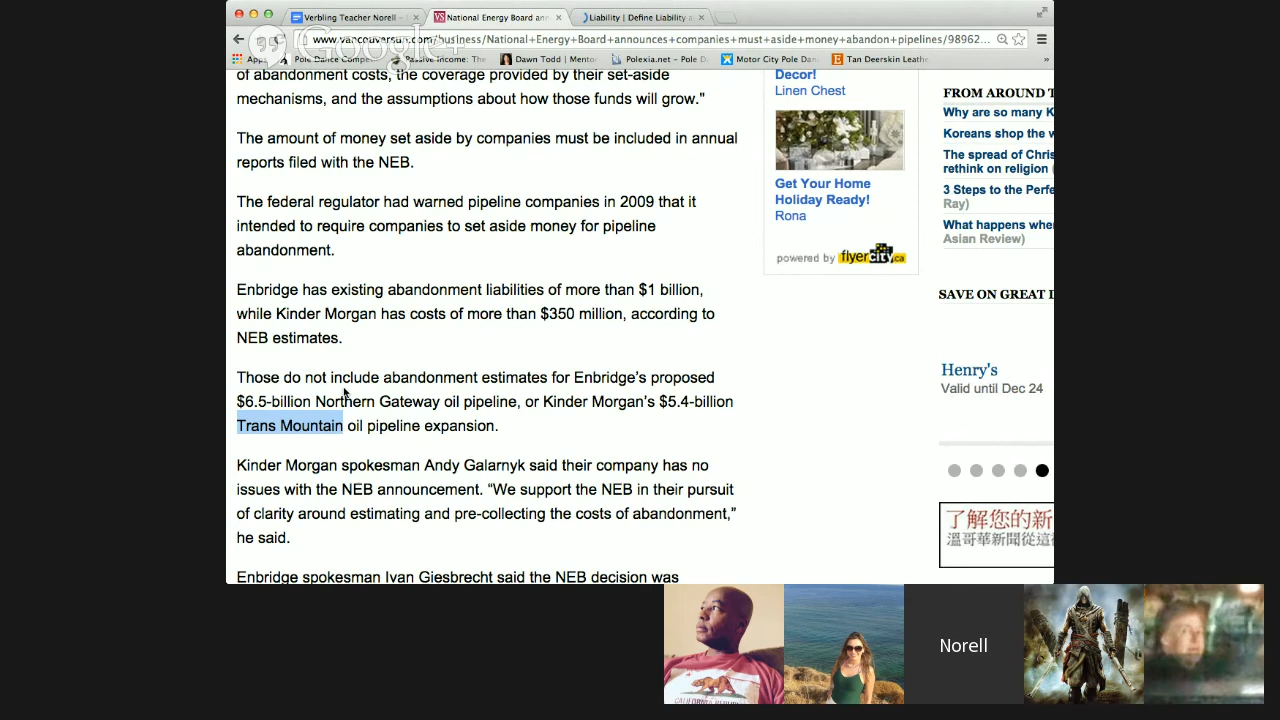 Verbling Teacher Norell –
National Energy Board ann
Liability | Define Liability a
Google+
www.vancouversun.com/business/National+Energy+Board+announces+companies+must+aside+money+abandon+pipelines/98962...
Apps
Pole Dance Compe
Passive Income: The
Dawn Todd | Mento
Polexia.net - Pole D
Motor City Pole Dan
Tan Deerskin Leathe
»
of abandonment costs, the coverage provided by their set-aside
mechanisms, and the assumptions about how those funds will grow."
The amount of money set aside by companies must be included in annual
reports filed with the NEB.
The federal regulator had warned pipeline companies in 2009 that it
intended to require companies to set aside money for pipeline
abandonment.
Enbridge has existing abandonment liabilities of more than $1 billion,
while Kinder Morgan has costs of more than $350 million, according to
NEB estimates.
Those do not include abandonment estimates for Enbridge's proposed
$6.5-billion Northern Gateway oil pipeline, or Kinder Morgan's $5.4-billion
Trans Mountain oil pipeline expansion.
Kinder Morgan spokesman Andy Galarnyk said their company has no
issues with the NEB announcement. "We support the NEB in their pursuit
of clarity around estimating and pre-collecting the costs of abandonment,"
he said.
Enbridge spokesman Ivan Giesbrecht said the NEB decision was
Decor!
Linen Chest
Get Your Home
Holiday Ready!
Rona
powered by flyercity.ca
FROM AROUND T
Why are so many K
Koreans shop the w
The spread of Chris
rethink on religion
3 Steps to the Perfe
Ray)
What happens whe
Asian Review)
SAVE ON GREAT D
Henry's
Valid until Dec 24
了解您的新
溫哥華新聞從這
Norell
CALIFORNIA REPUBLIC